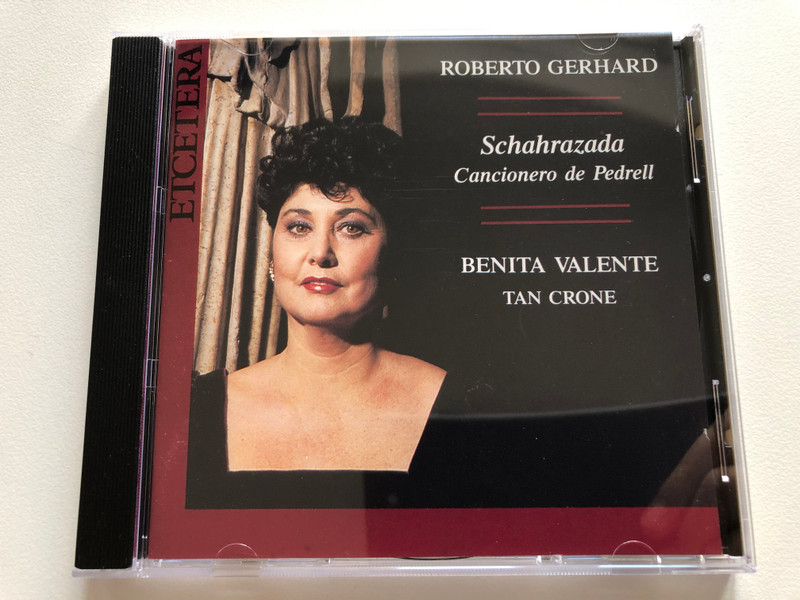 ETCETERA
ROBERTO GERHARD
Schahrazada
Cancionero de Pedrell
BENITA VALENTE
TAN CRONE